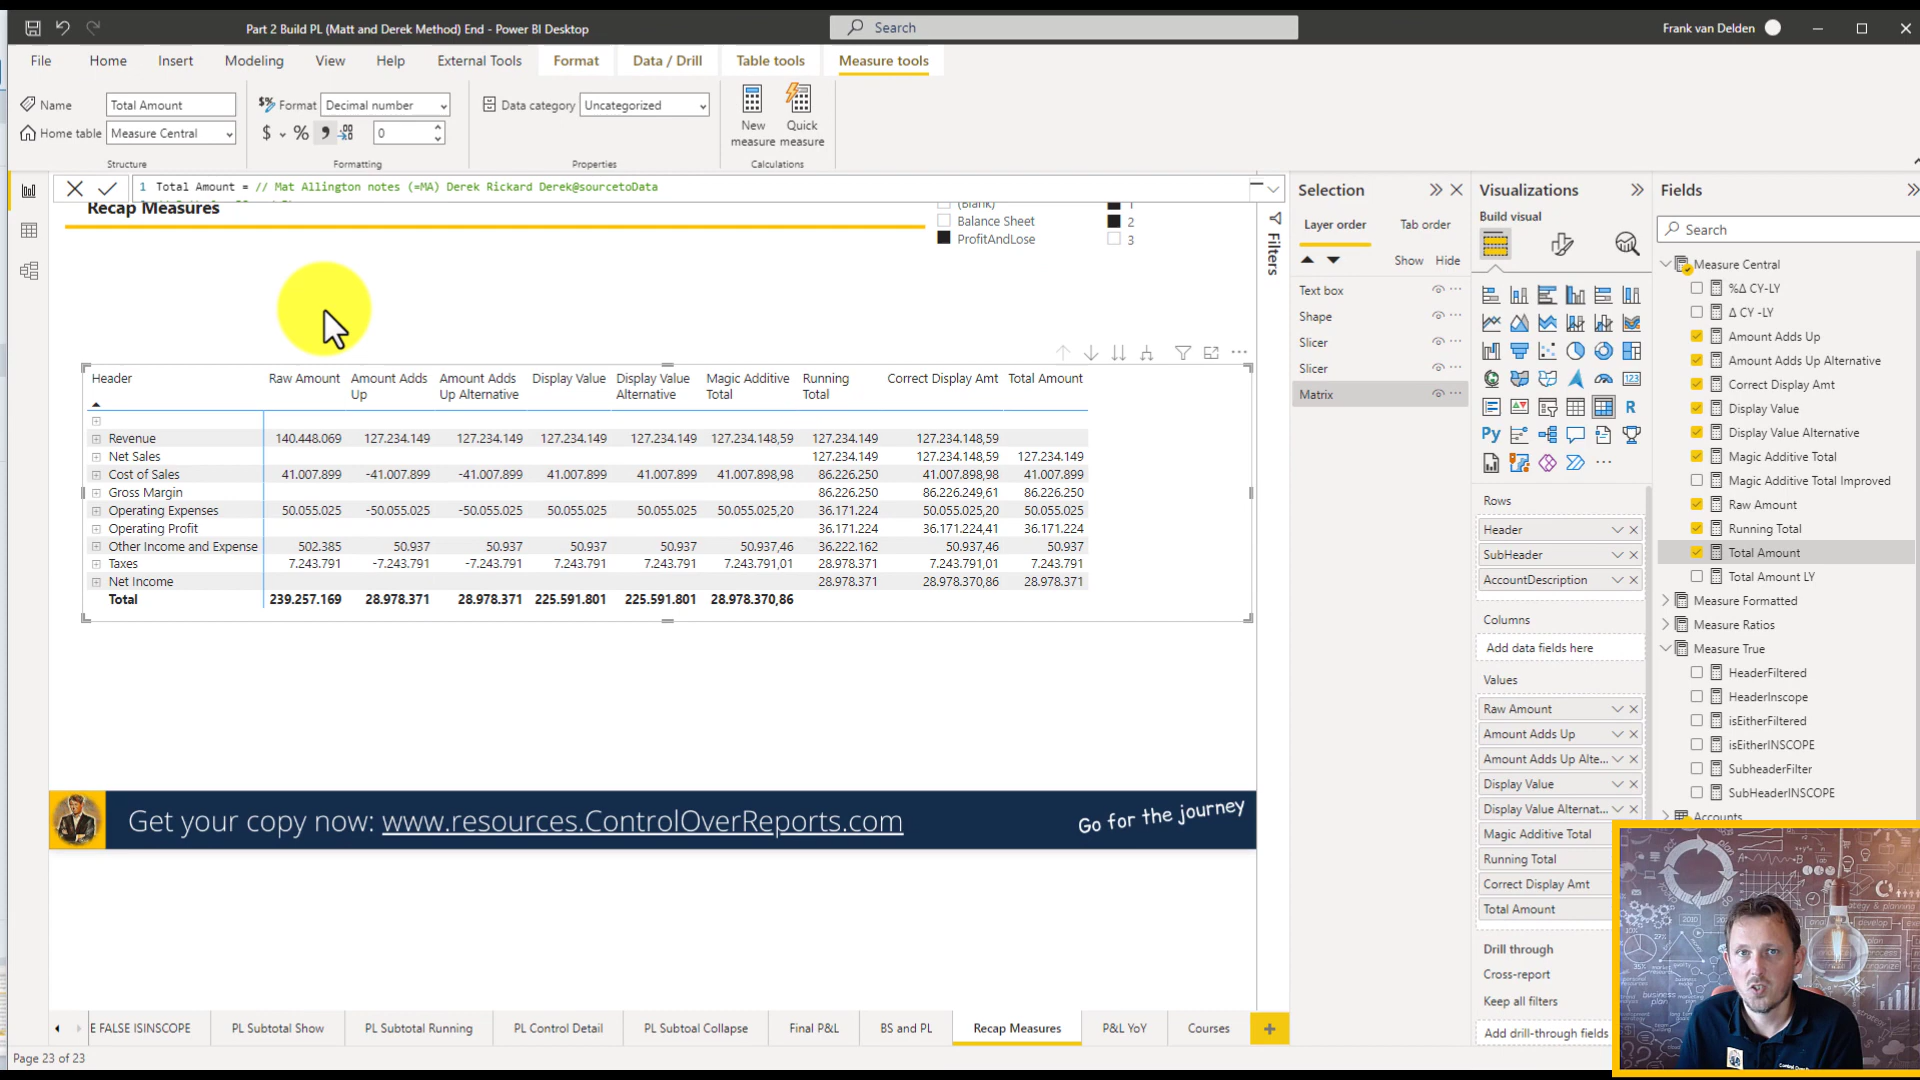 Part 2 Build PL (Matt and Derek Method) End - Power BI Desktop
Search
Frank van Delden
File Home Insert Modeling View Help External Tools Format Data / Drill Table tools Measure tools
Name Total Amount
Home table Measure Central
Structure
Format Decimal number
$ % 0
Formatting
Data category Uncategorized
Properties
New measure
Quick measure
Calculations
1 Total Amount = // Mat Allington notes (=MA) Derek Rickard Derek@sourcetoData
Recap Measures
(Blank)
Balance Sheet
ProfitAndLose
1
2
3
Filters
Header Raw Amount Amount Adds Up Amount Adds Up Alternative Display Value Display Value Alternative Magic Additive Total Running Total Correct Display Amt Total Amount
Revenue 140.448.069 127.234.149 127.234.149 127.234.149 127.234.149 127.234.148,59 127.234.149 127.234.148,59
Net Sales 127.234.149 127.234.148,59 127.234.149
Cost of Sales 41.007.899 -41.007.899 -41.007.899 41.007.899 41.007.899 41.007.898,98 86.226.250 41.007.898,98 41.007.899
Gross Margin 86.226.250 86.226.249,61 86.226.250
Operating Expenses 50.055.025 -50.055.025 -50.055.025 50.055.025 50.055.025 50.055.025,20 36.171.224 50.055.025,20 50.055.025
Operating Profit 36.171.224 36.171.224,41 36.171.224
Other Income and Expense 502.385 50.937 50.937 50.937 50.937 50.937,46 36.222.162 50.937,46 50.937
Taxes 7.243.791 -7.243.791 -7.243.791 7.243.791 7.243.791 7.243.791,01 28.978.371 7.243.791,01 7.243.791
Net Income 28.978.371 28.978.370,86 28.978.371
Total 239.257.169 28.978.371 28.978.371 225.591.801 225.591.801 28.978.370,86
Get your copy now: www.resources.ControlOverReports.com
Go for the journey
E FALSE ISINSCOPE PL Subtotal Show PL Subtotal Running PL Control Detail PL Subtoal Collapse Final P&L BS and PL Recap Measures P&L YoY Courses
Page 23 of 23
Selection
Layer order Tab order
Show Hide
Text box
Shape
Slicer
Slicer
Matrix
Visualizations
Build visual
123
R
Py
Rows
Header
SubHeader
AccountDescription
Columns
Add data fields here
Values
Raw Amount
Amount Adds Up
Amount Adds Up Alte...
Display Value
Display Value Alternat...
Magic Additive Total
Running Total
Correct Display Amt
Total Amount
Drill through
Cross-report
Keep all filters
Add drill-through fields
Fields
Search
Measure Central
%Δ CY-LY
Δ CY -LY
Amount Adds Up
Amount Adds Up Alternative
Correct Display Amt
Display Value
Display Value Alternative
Magic Additive Total
Magic Additive Total Improved
Raw Amount
Running Total
Total Amount
Total Amount LY
Measure Formatted
Measure Ratios
Measure True
HeaderFiltered
HeaderInscope
isEitherFiltered
isEitherINSCOPE
SubheaderFilter
SubHeaderINSCOPE
Accounts